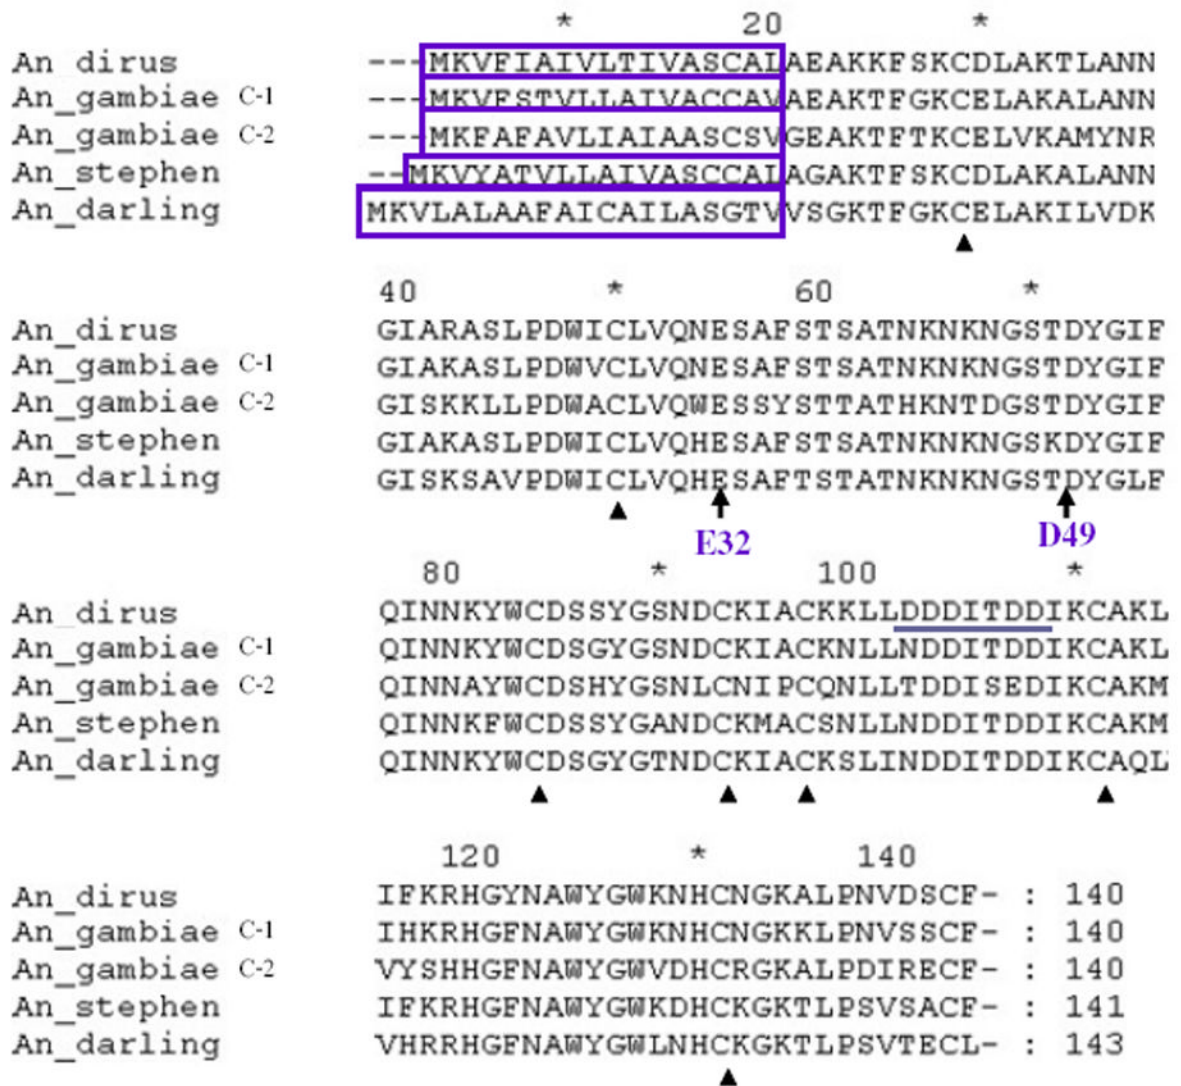 * 20 *
An_dirus ---MKVFIAIVLTIVASCALAEAKKFSKCDLAKTLANN
An_gambiae C-1 ---MKVFSTVLLAIVACCAVAEAKTFGKCELAKALANN
An_gambiae C-2 ---MKFAFAVLIAIAASCSVGEAKTFTKCELVKAMYNR
An_stephen --MKVYATVLLAIVASCCALAGAKTFSKCDLAKALANN
An_darling MKVLALAAFAICAILASGTVVSGKTFGKCELAKILVDK
▲
40 * 60 *
An_dirus GIARASLPDWICLVQNESAFSTSATNKNKNGSTDYGIF
An_gambiae C-1 GIAKASLPDWVCLVQNESAFSTSATNKNKNGSTDYGIF
An_gambiae C-2 GISKKLLPDWACLVQWESSYSTTATHKNTDGSTDYGIF
An_stephen GIAKASLPDWICLVQHESAFSTSATNKNKNGSKDYGIF
An_darling GISKSAVPDWICLVQHESAFTSTATNKNKNGSTDYGLF
▲ E32 D49
80 * 100 *
An_dirus QINNKYWCDSSYGSNDCKIACKKLLDDDITDDIKCAKL
An_gambiae C-1 QINNKYWCDSGYGSNDCKIACKNLLNDDITDDIKCAKL
An_gambiae C-2 QINNAYWCDSHYGSNLCNIPCQNLLTDDISEDIKCAKM
An_stephen QINNKFWCDSSYGANDCKMACSNLLNDDITDDIKCAKM
An_darling QINNKYWCDSGYGTNDCKIACKSLINDDITDDIKCAQL
▲ ▲ ▲ ▲
120 * 140
An_dirus IFKRHGYNAWYGWKNHCNGKALPNVDSCF- : 140
An_gambiae C-1 IHKRHGFNAWYGWKNHCNGKKLPNVSSCF- : 140
An_gambiae C-2 VYSHHGFNAWYGWVDHCRGKALPDIRECF- : 140
An_stephen IFKRHGFNAWYGWKDHCKGKTLPSVSACF- : 141
An_darling VHRRHGFNAWYGWLNHCKGKTLPSVTECL- : 143
▲